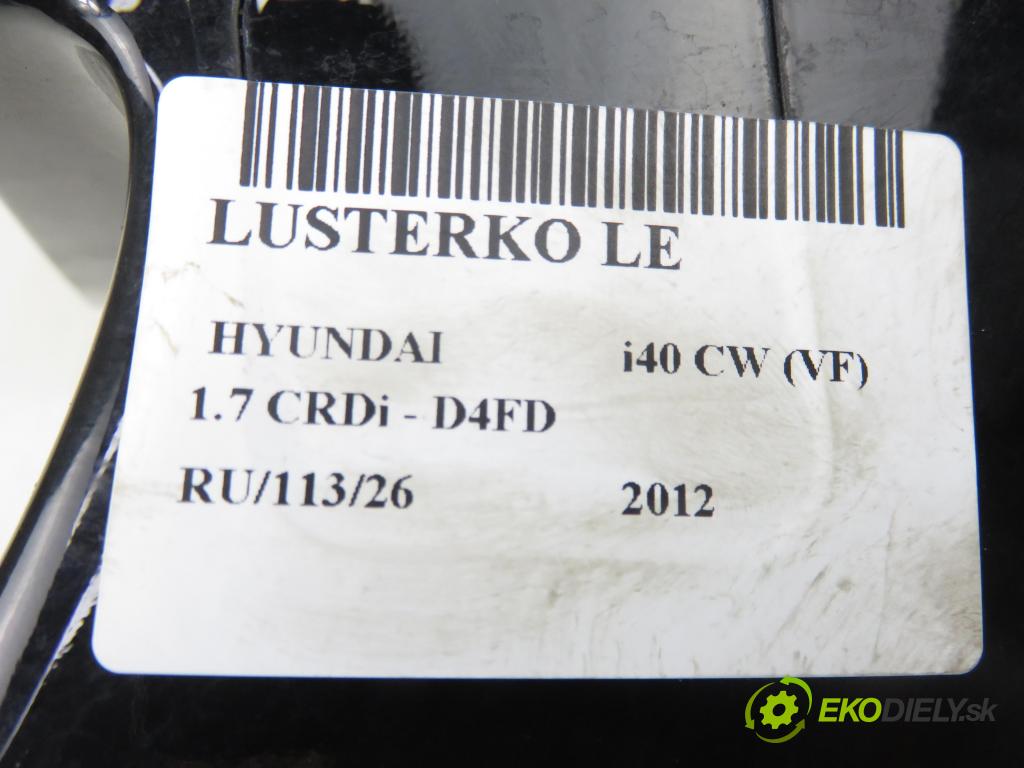 LUSTERKO LE
HYUNDAI i40 CW (VF)
1.7 CRDi - D4FD
RU/113/26 2012
EKODIELY.sk